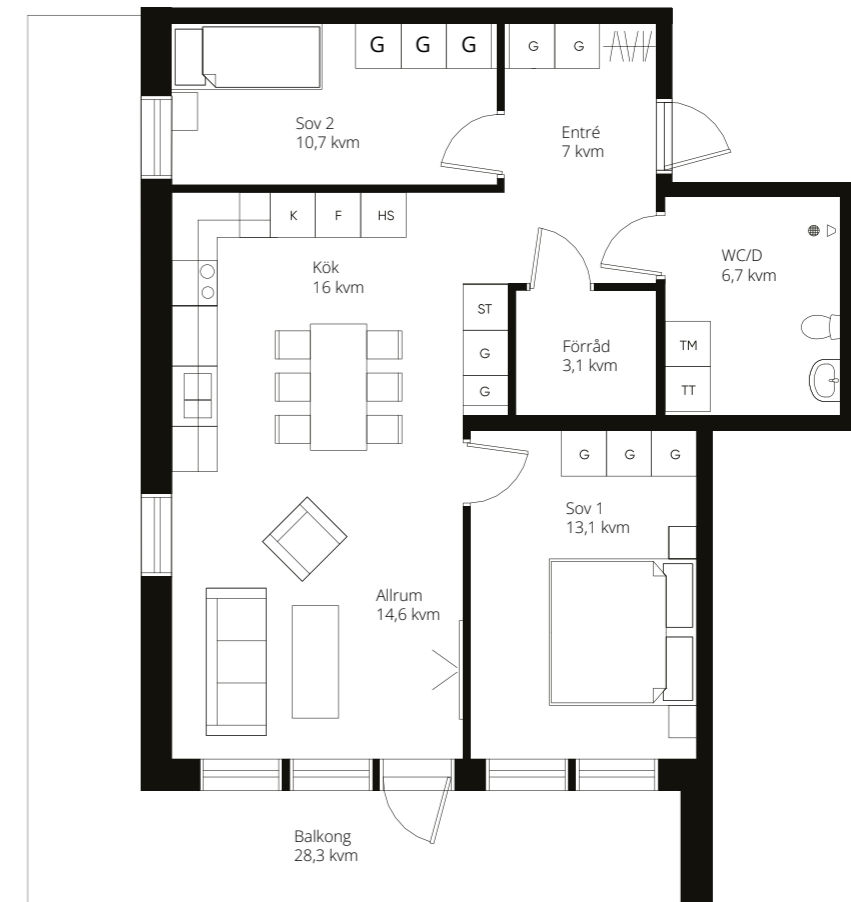 G G G G G
Sov 2
10,7 kvm
Entré
7 kvm
K F HS
Kök
16 kvm
WC/D
6,7 kvm
ST
G
G
Förråd
3,1 kvm
TM
TT
G G G
Sov 1
13,1 kvm
Allrum
14,6 kvm
Balkong
28,3 kvm